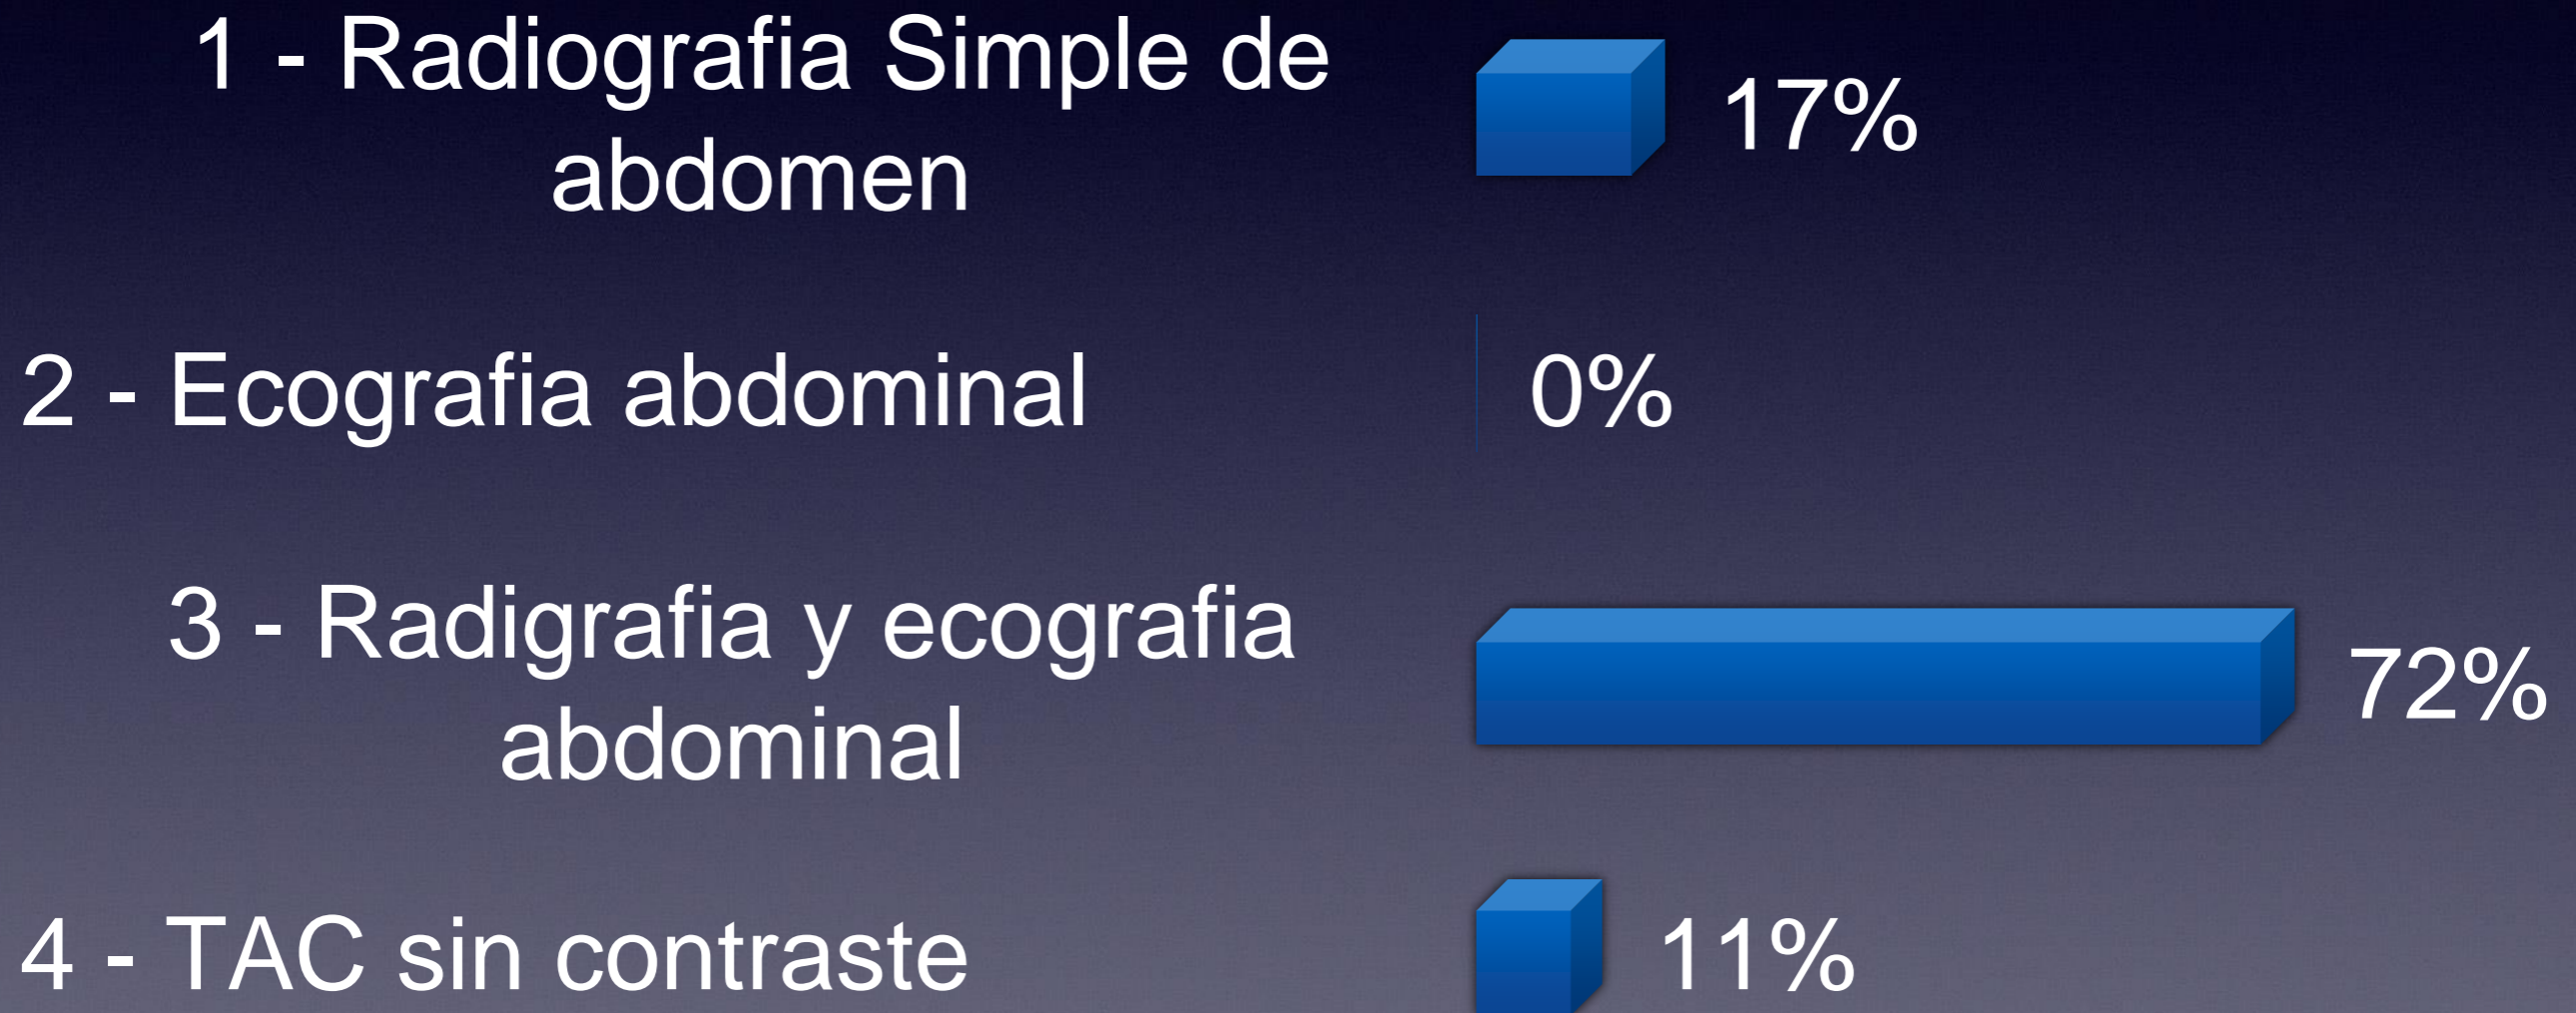 1 - Radiografia Simple de
abdomen
17%
2 - Ecografia abdominal
0%
3 - Radigrafia y ecografia
abdominal
72%
4 - TAC sin contraste
11%